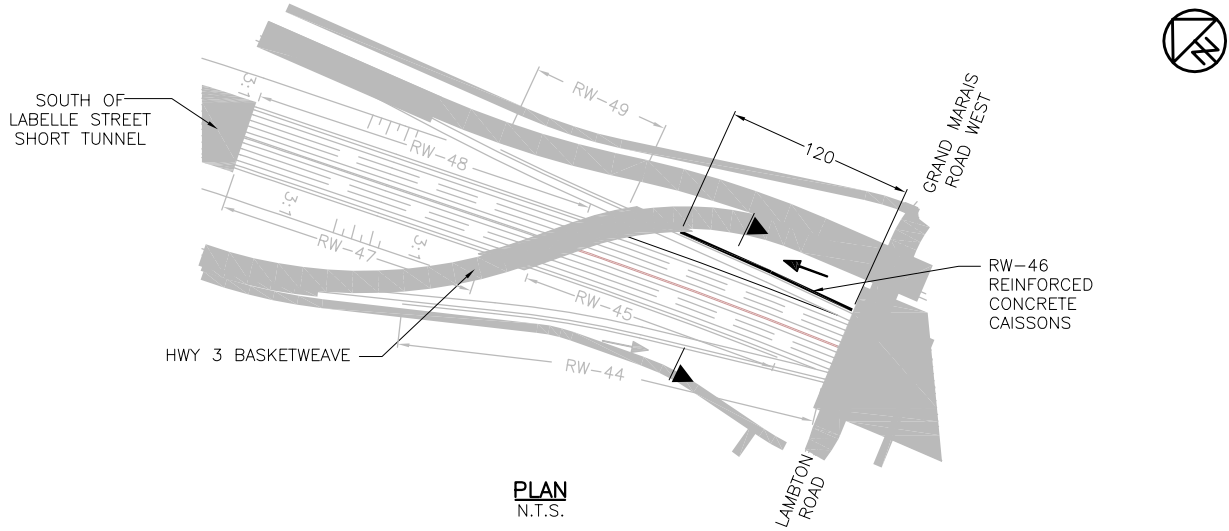 SOUTH OF
LABELLE STREET
SHORT TUNNEL
3:1
RW-49
RW-48
120
GRAND MARAIS
ROAD WEST
3:1
RW-47
3:1
RW-45
RW-46
REINFORCED
CONCRETE
CAISSONS
HWY 3 BASKETWEAVE
RW-44
LAMBTON
ROAD
PLAN
N.T.S.